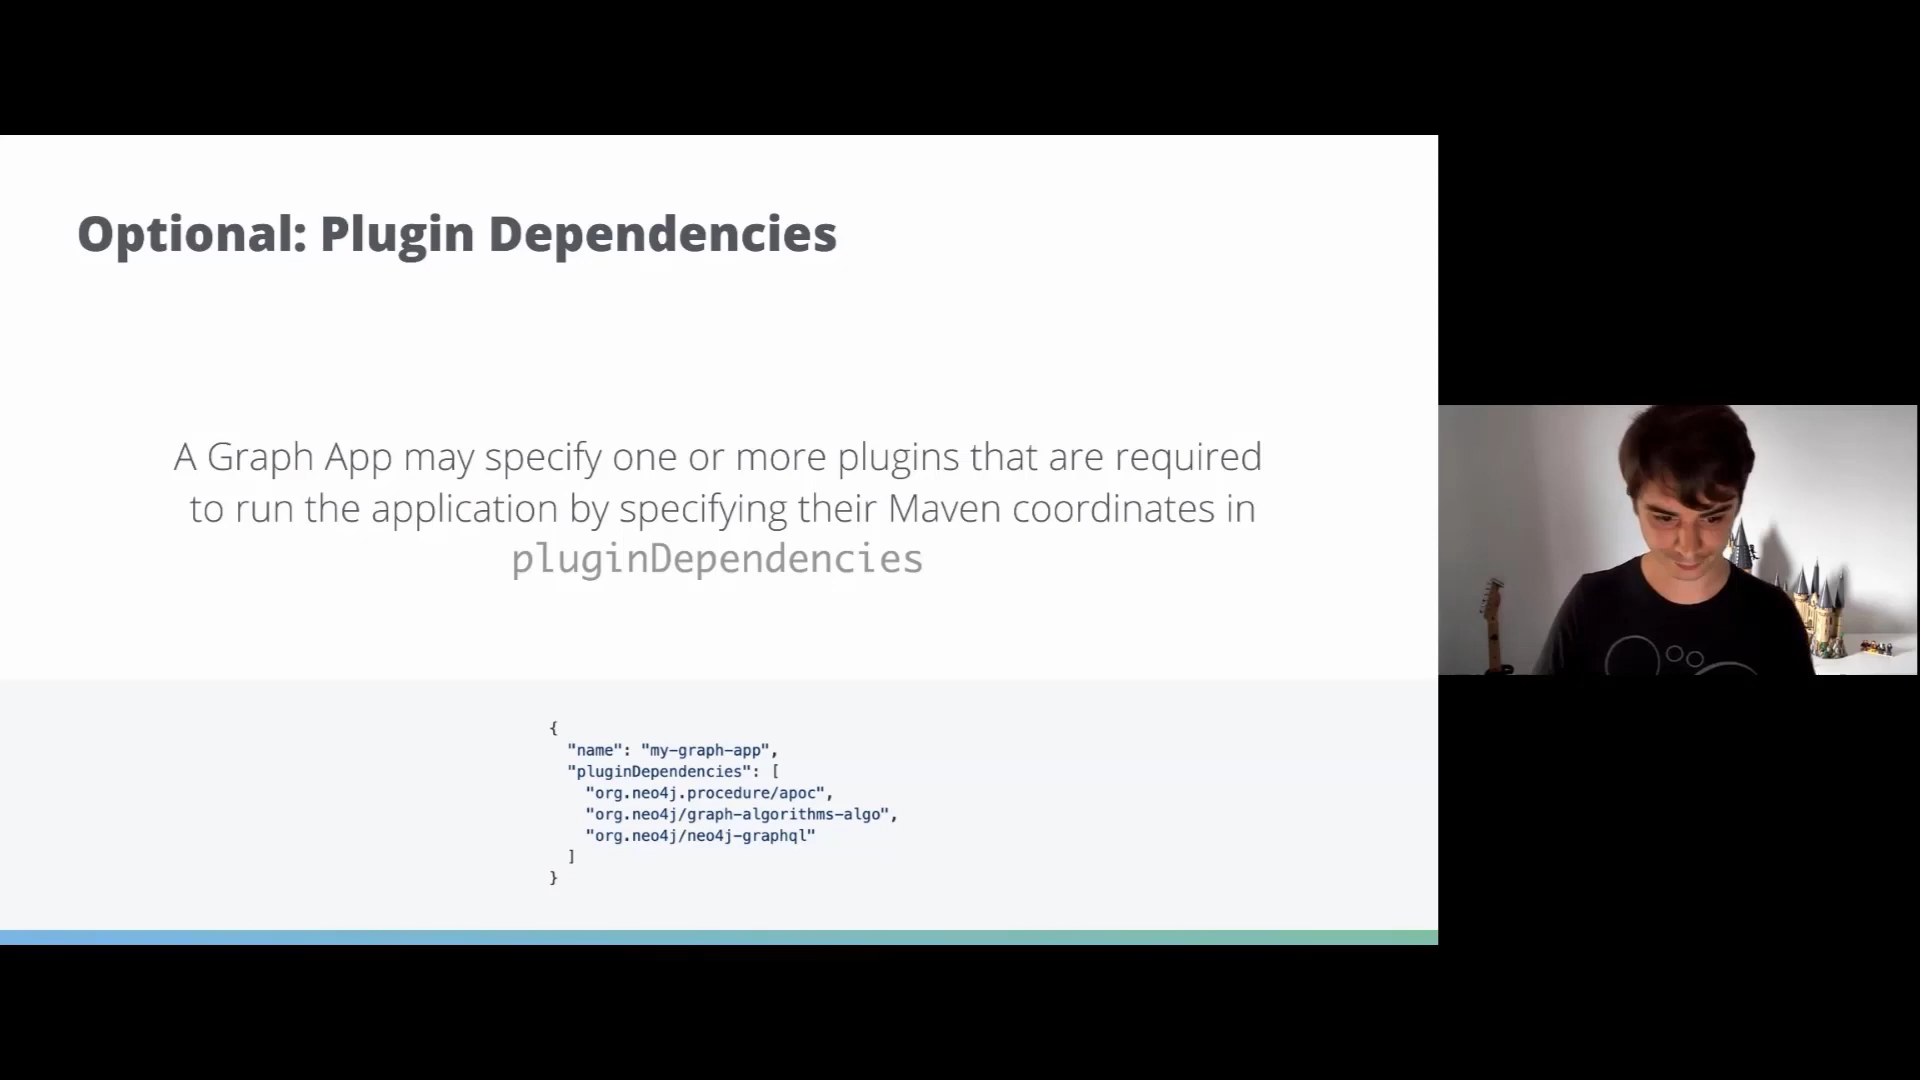 Optional: Plugin Dependencies
A Graph App may specify one or more plugins that are required
to run the application by specifying their Maven coordinates in
pluginDependencies
{
"name": "my-graph-app",
"pluginDependencies": [
"org.neo4j.procedure/apoc",
"org.neo4j/graph-algorithms-algo",
"org.neo4j/neo4j-graphql"
]
}